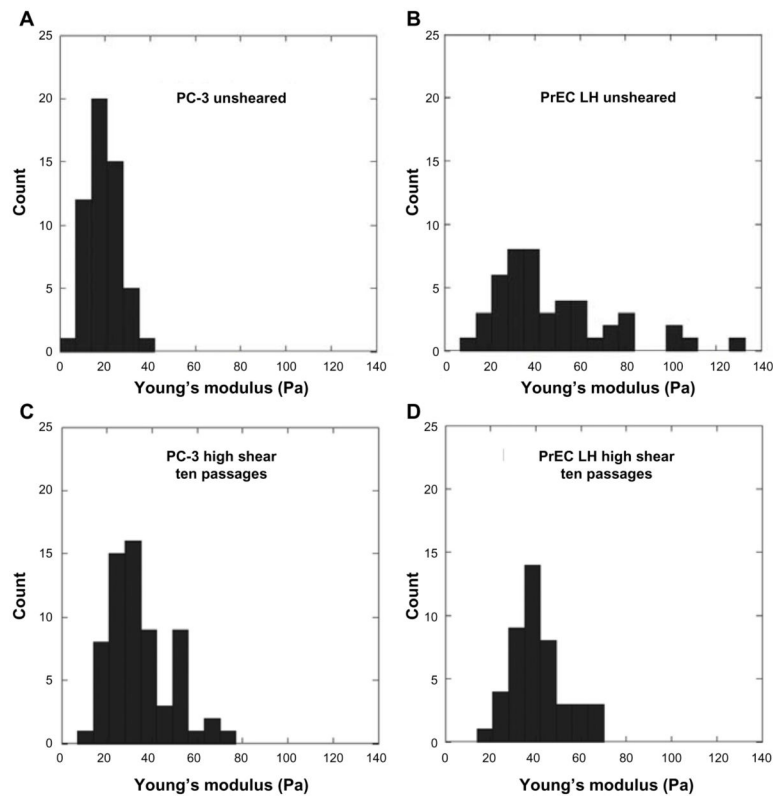 A
25
20
15
10
5
0
Count
PC-3 unsheared
0 20 40 60 80 100 120 140
Young’s modulus (Pa)
B
25
20
15
10
5
0
Count
PrEC LH unsheared
0 20 40 60 80 100 120 140
Young’s modulus (Pa)
C
25
20
15
10
5
0
Count
PC-3 high shear
ten passages
0 20 40 60 80 100 120 140
Young’s modulus (Pa)
D
25
20
15
10
5
0
Count
PrEC LH high shear
ten passages
0 20 40 60 80 100 120 140
Young’s modulus (Pa)